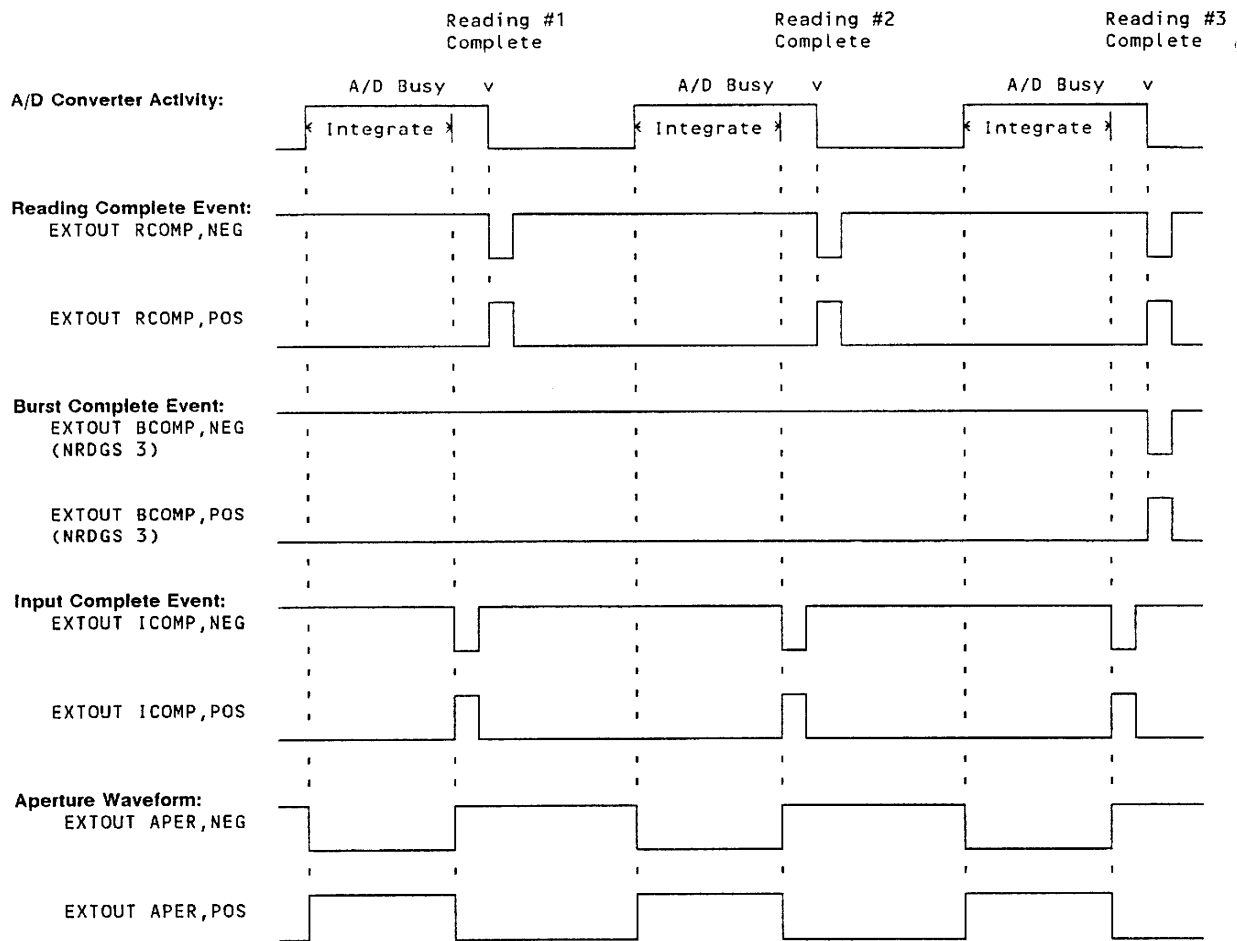 Reading #1 Reading #2 Reading #3
Complete Complete Complete
A/D Converter Activity: A/D Busy v A/D Busy v A/D Busy v
Integrate Integrate Integrate
Reading Complete Event:
EXTOUT RCOMP,NEG
EXTOUT RCOMP,POS
Burst Complete Event:
EXTOUT BCOMP,NEG
(NRDGS 3)
EXTOUT BCOMP,POS
(NRDGS 3)
Input Complete Event:
EXTOUT ICOMP,NEG
EXTOUT ICOMP,POS
Aperture Waveform:
EXTOUT APER,NEG
EXTOUT APER,POS